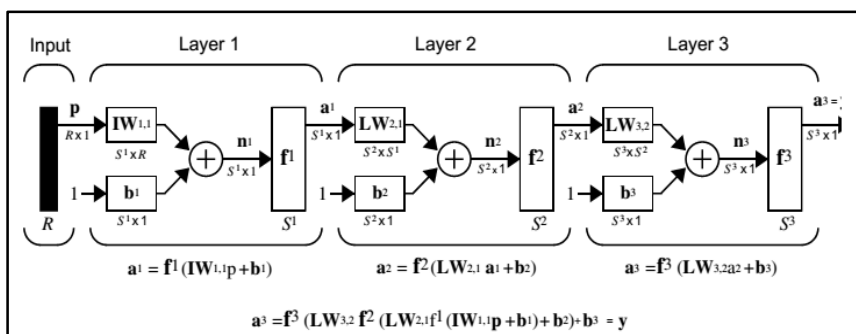 Input Layer 1 Layer 2 Layer 3
p a1 a2 a3 = y
IW1,1 LW2,1 LW3,2
R x 1 S1 x 1 S2 x 1 S3 x 1
S1 x R S2 x S1 S3 x S2
n1 n2 n3
+ f1 + f2 + f3
S1 x 1 S2 x 1 S3 x 1
1 b1 1 b2 1 b3
R S1 x 1 S1 S2 x 1 S2 S3 x 1 S3
a1 = f1 (IW1,1p + b1) a2 = f2 (LW2,1 a1 + b2) a3 = f3 (LW3,2a2 + b3)
a3 =f3 (LW3,2 f2 (LW2,1f1 (IW1,1p + b1) + b2)+ b3 = y